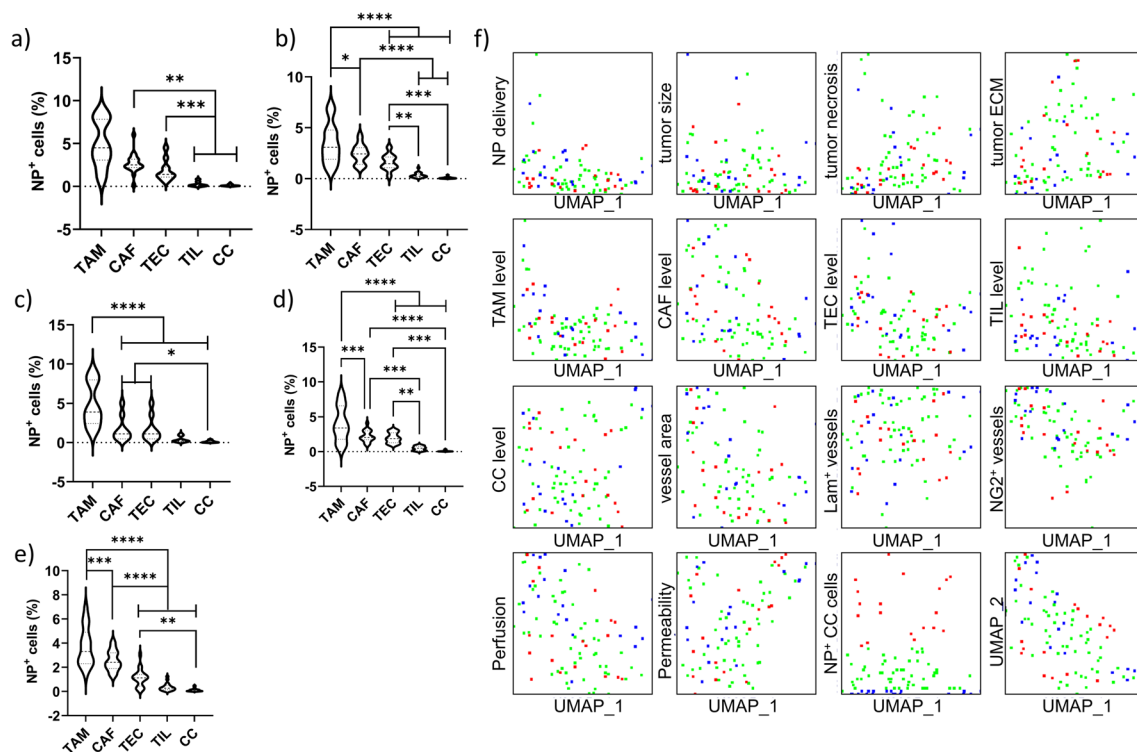 a)
**
***
15
10
5
0
-5
NP+ cells (%)
TAM CAF TEC TIL CC
b)
****
* ****
***
**
10
5
0
-5
NP+ cells (%)
TAM CAF TEC TIL CC
c)
****
*
15
10
5
0
-5
NP+ cells (%)
TAM CAF TEC TIL CC
d)
****
****
*** ***
***
**
15
10
5
0
-5
NP+ cells (%)
TAM CAF TEC TIL CC
e)
****
***
****
**
10
8
6
4
2
0
-2
NP+ cells (%)
TAM CAF TEC TIL CC
f)
NP delivery
UMAP_1
tumor size
UMAP_1
tumor necrosis
UMAP_1
tumor ECM
UMAP_1
TAM level
UMAP_1
CAF level
UMAP_1
TEC level
UMAP_1
TIL level
UMAP_1
CC level
UMAP_1
vessel area
UMAP_1
Lam+ vessels
UMAP_1
NG2+ vessels
UMAP_1
Perfusion
UMAP_1
Permeability
UMAP_1
NP+ CC cells
UMAP_1
UMAP_2
UMAP_1